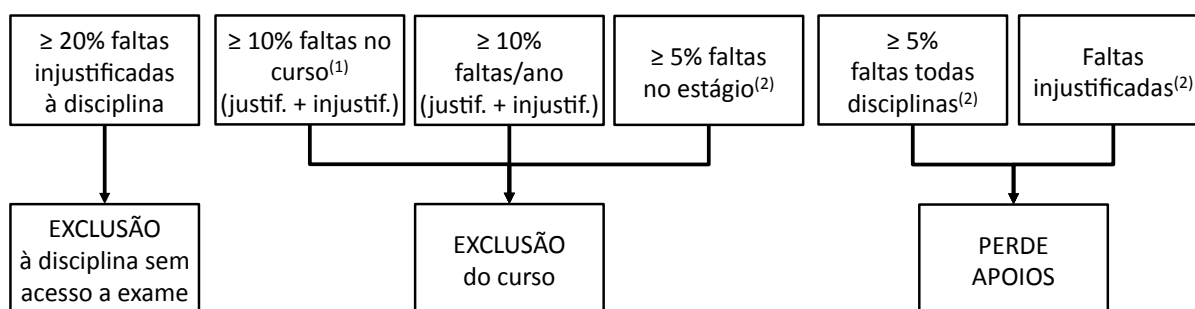 ≥ 20% faltas
injustificadas
à disciplina
≥ 10% faltas no
curso(1)
(justif. + injustif.)
≥ 10%
faltas/ano
(justif. + injustif.)
≥ 5% faltas
no estágio(2)
≥ 5%
faltas todas
disciplinas(2)
Faltas
injustificadas(2)
EXCLUSÃO
à disciplina sem
acesso a exame
EXCLUSÃO
do curso
PERDE
APOIOS